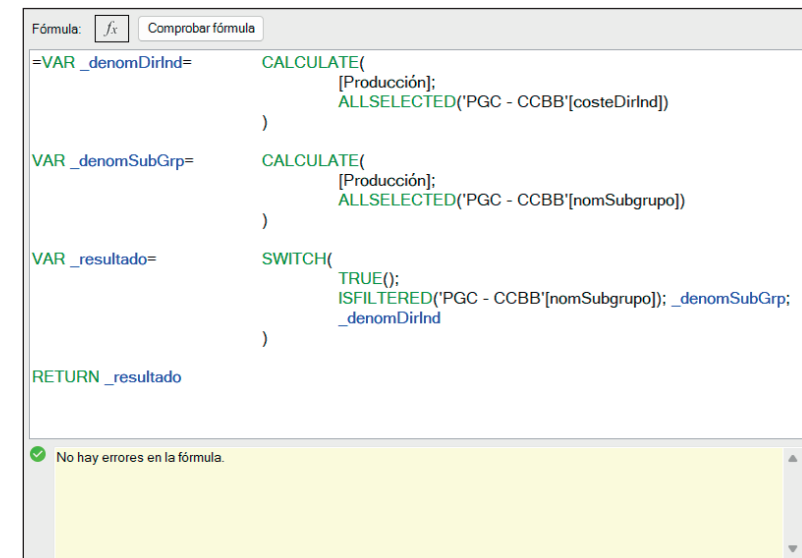 Fórmula: fx Comprobar fórmula
=VAR _denomDirInd= CALCULATE(
[Producción];
ALLSELECTED('PGC - CCBB'[costeDirInd])
)
VAR _denomSubGrp= CALCULATE(
[Producción];
ALLSELECTED('PGC - CCBB'[nomSubgrupo])
)
VAR _resultado= SWITCH(
TRUE();
ISFILTERED('PGC - CCBB'[nomSubgrupo]); _denomSubGrp;
_denomDirInd
)
RETURN _resultado
No hay errores en la fórmula.